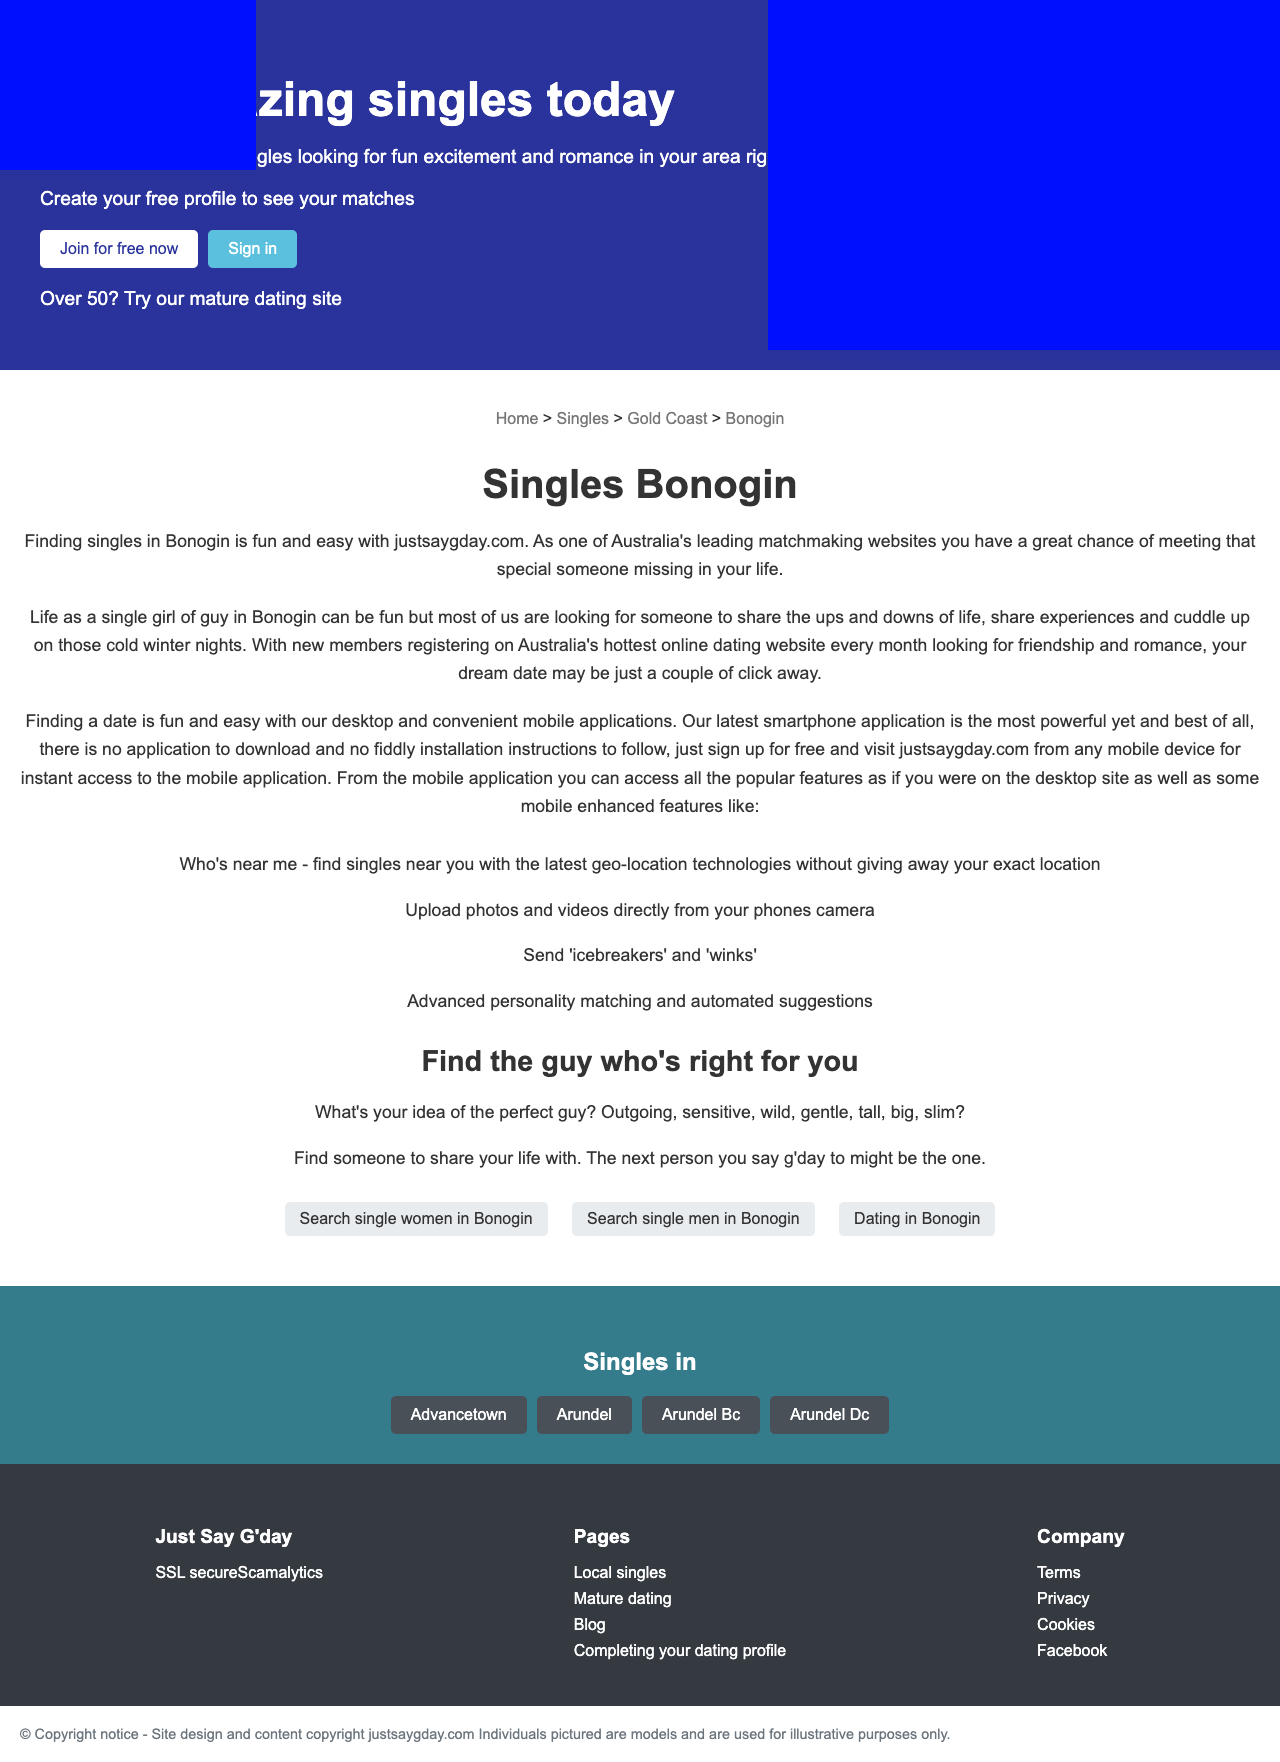 zing singles today
gles looking for fun excitement and romance in your area rig
Create your free profile to see your matches
Join for free now
Sign in
Over 50? Try our mature dating site
Home > Singles > Gold Coast > Bonogin
Singles Bonogin
Finding singles in Bonogin is fun and easy with justsaygday.com. As one of Australia's leading matchmaking websites you have a great chance of meeting that
special someone missing in your life.
Life as a single girl of guy in Bonogin can be fun but most of us are looking for someone to share the ups and downs of life, share experiences and cuddle up
on those cold winter nights. With new members registering on Australia's hottest online dating website every month looking for friendship and romance, your
dream date may be just a couple of click away.
Finding a date is fun and easy with our desktop and convenient mobile applications. Our latest smartphone application is the most powerful yet and best of all,
there is no application to download and no fiddly installation instructions to follow, just sign up for free and visit justsaygday.com from any mobile device for
instant access to the mobile application. From the mobile application you can access all the popular features as if you were on the desktop site as well as some
mobile enhanced features like:
Who's near me - find singles near you with the latest geo-location technologies without giving away your exact location
Upload photos and videos directly from your phones camera
Send 'icebreakers' and 'winks'
Advanced personality matching and automated suggestions
Find the guy who's right for you
What's your idea of the perfect guy? Outgoing, sensitive, wild, gentle, tall, big, slim?
Find someone to share your life with. The next person you say g'day to might be the one.
Search single women in Bonogin
Search single men in Bonogin
Dating in Bonogin
Singles in
Advancetown
Arundel
Arundel Bc
Arundel Dc
Just Say G'day
SSL secureScamalytics
Pages
Local singles
Mature dating
Blog
Completing your dating profile
Company
Terms
Privacy
Cookies
Facebook
© Copyright notice - Site design and content copyright justsaygday.com Individuals pictured are models and are used for illustrative purposes only.